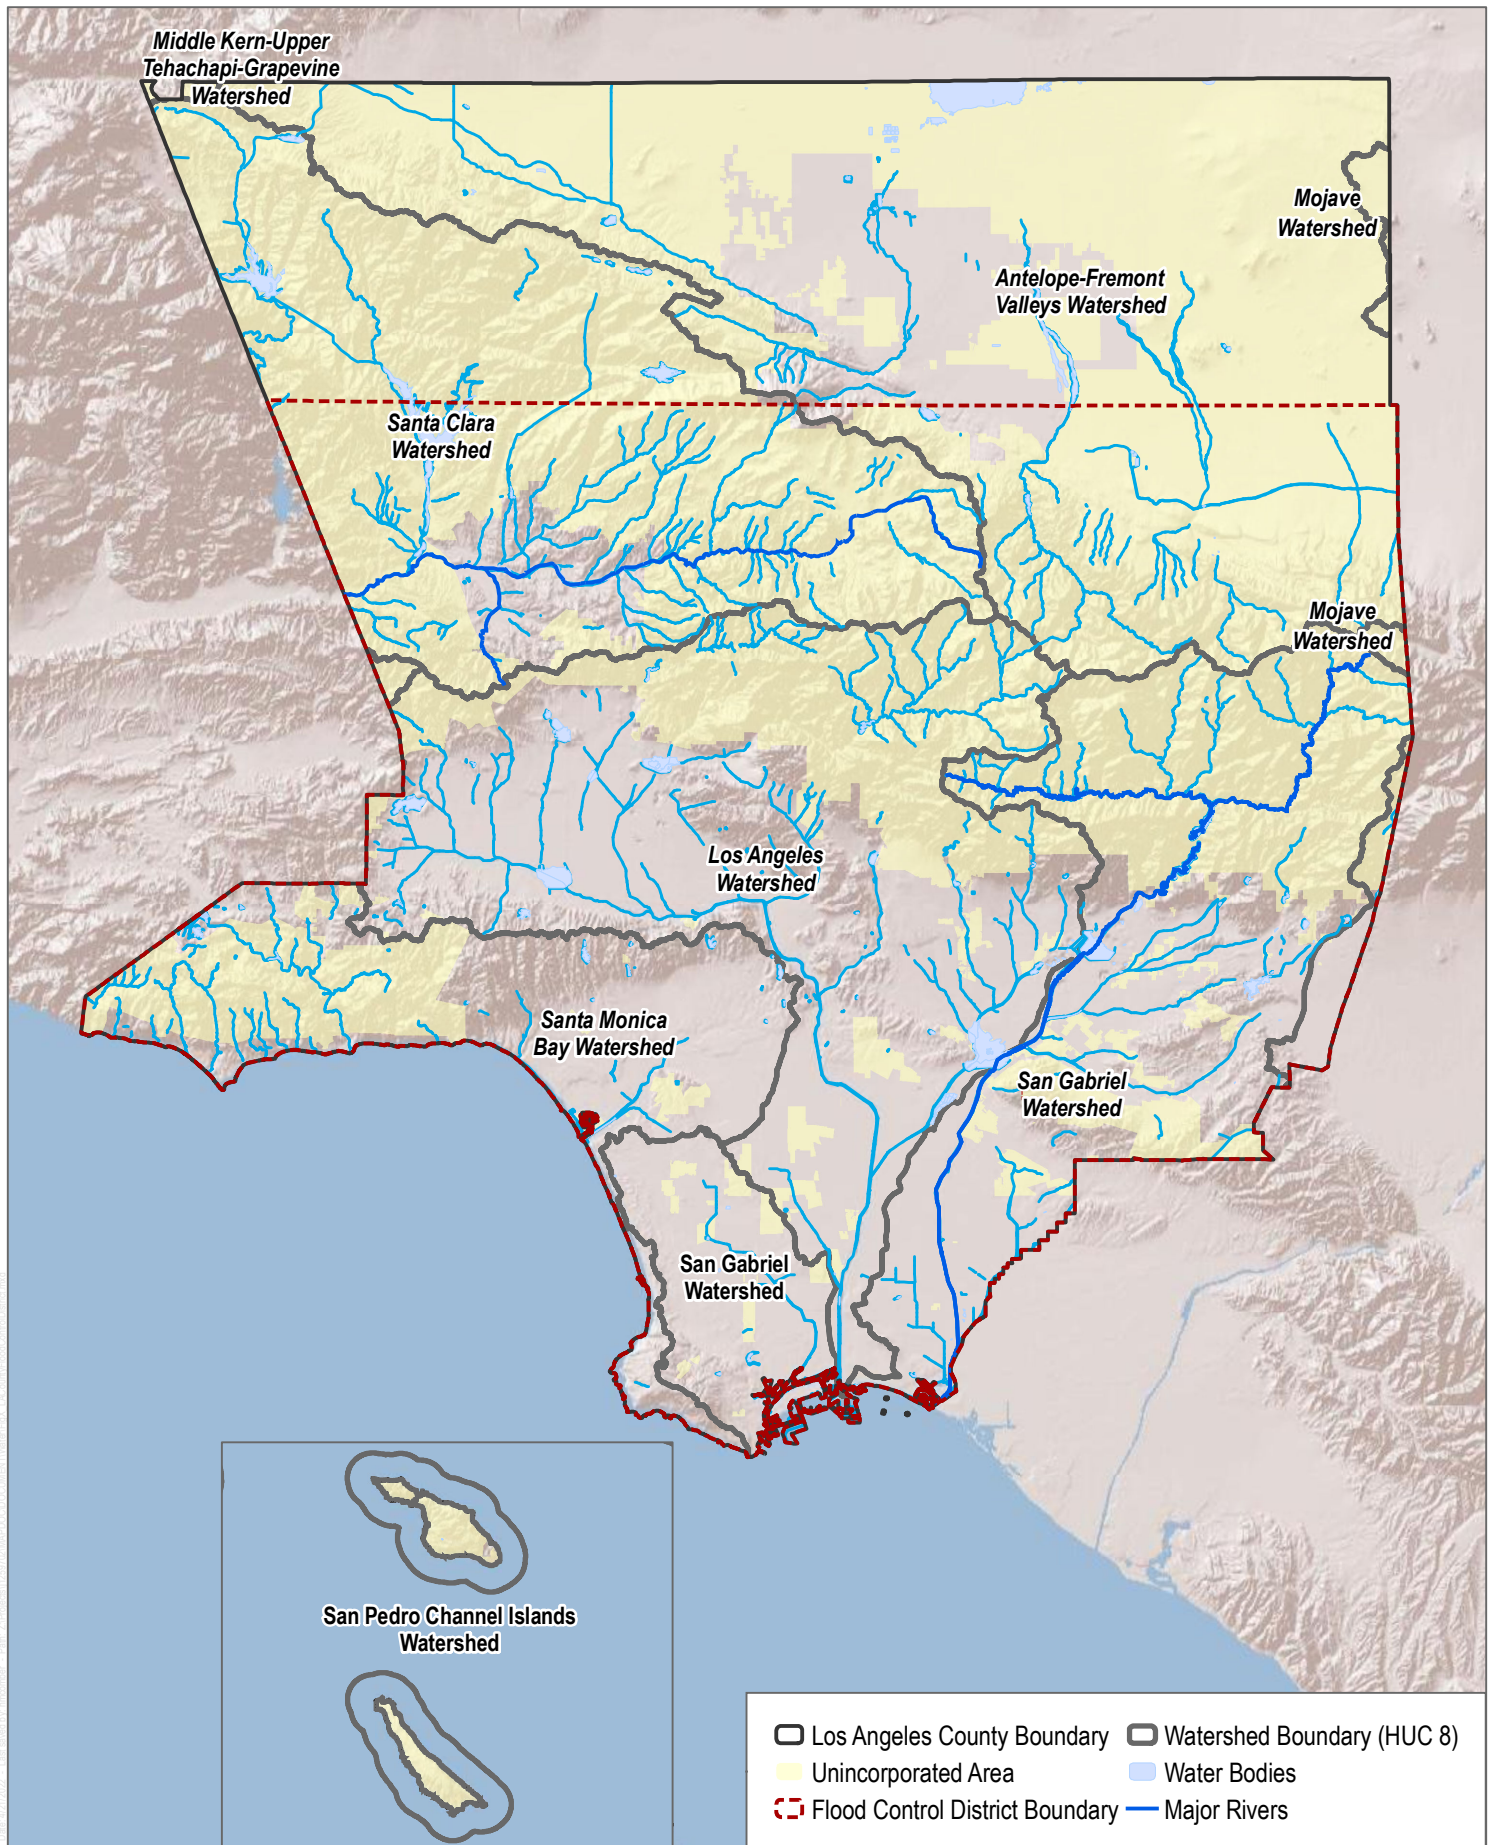 Middle Kern-Upper
Tehachapi-Grapevine
Watershed
Mojave
Watershed
Antelope-Fremont
Valleys Watershed
Santa Clara
Watershed
Mojave
Watershed
Los Angeles
Watershed
Santa Monica
Bay Watershed
San Gabriel
Watershed
San Gabriel
Watershed
San Pedro Channel Islands
Watershed
Los Angeles County Boundary
Watershed Boundary (HUC 8)
Unincorporated Area
Water Bodies
Flood Control District Boundary
Major Rivers